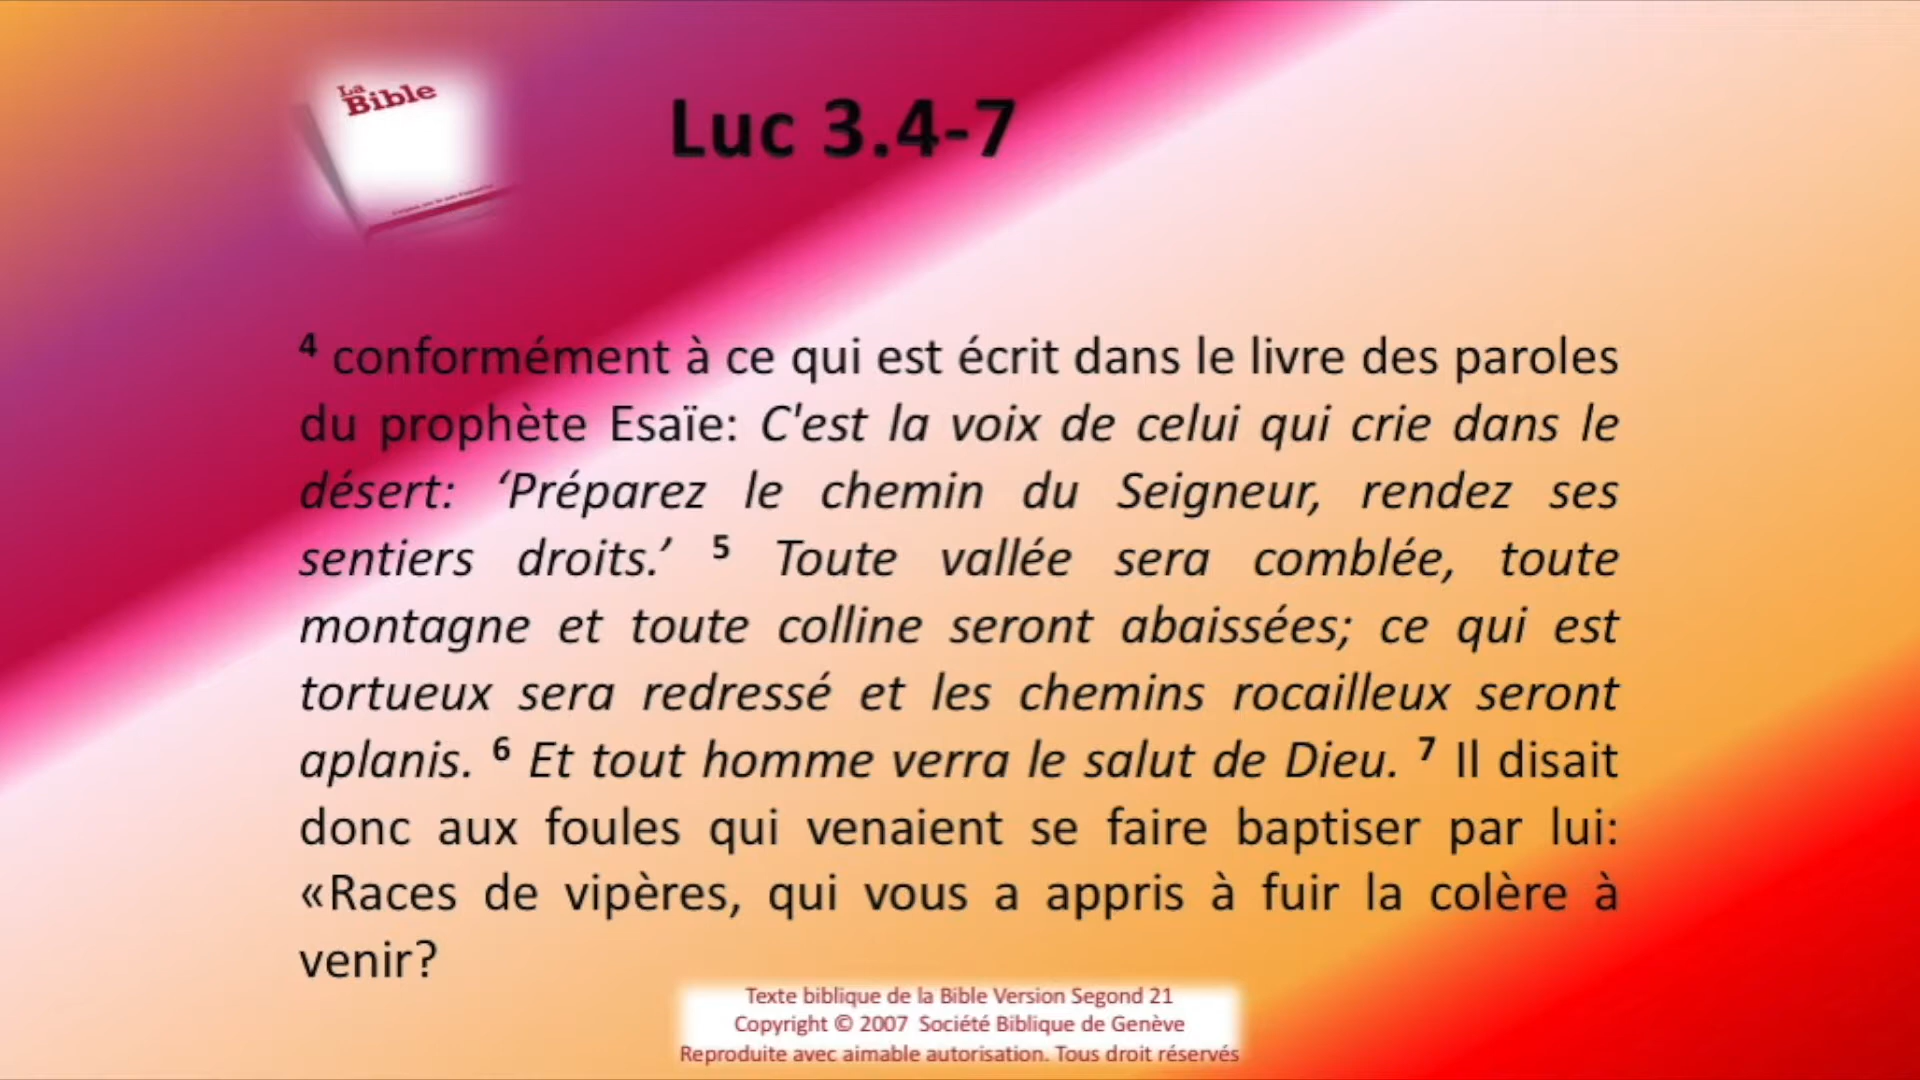 La
Bible
Luc 3.4-7
4 conformément à ce qui est écrit dans le livre des paroles
du prophète Esaïe: C'est la voix de celui qui crie dans le
désert: ‘Préparez le chemin du Seigneur, rendez ses
sentiers droits.’ 5 Toute vallée sera comblée, toute
montagne et toute colline seront abaissées; ce qui est
tortueux sera redressé et les chemins rocailleux seront
aplanis. 6 Et tout homme verra le salut de Dieu. 7 Il disait
donc aux foules qui venaient se faire baptiser par lui:
«Races de vipères, qui vous a appris à fuir la colère à
venir?
Texte biblique de la Bible Version Segond 21
Copyright © 2007 Société Biblique de Genève
Reproduite avec aimable autorisation. Tous droit réservés